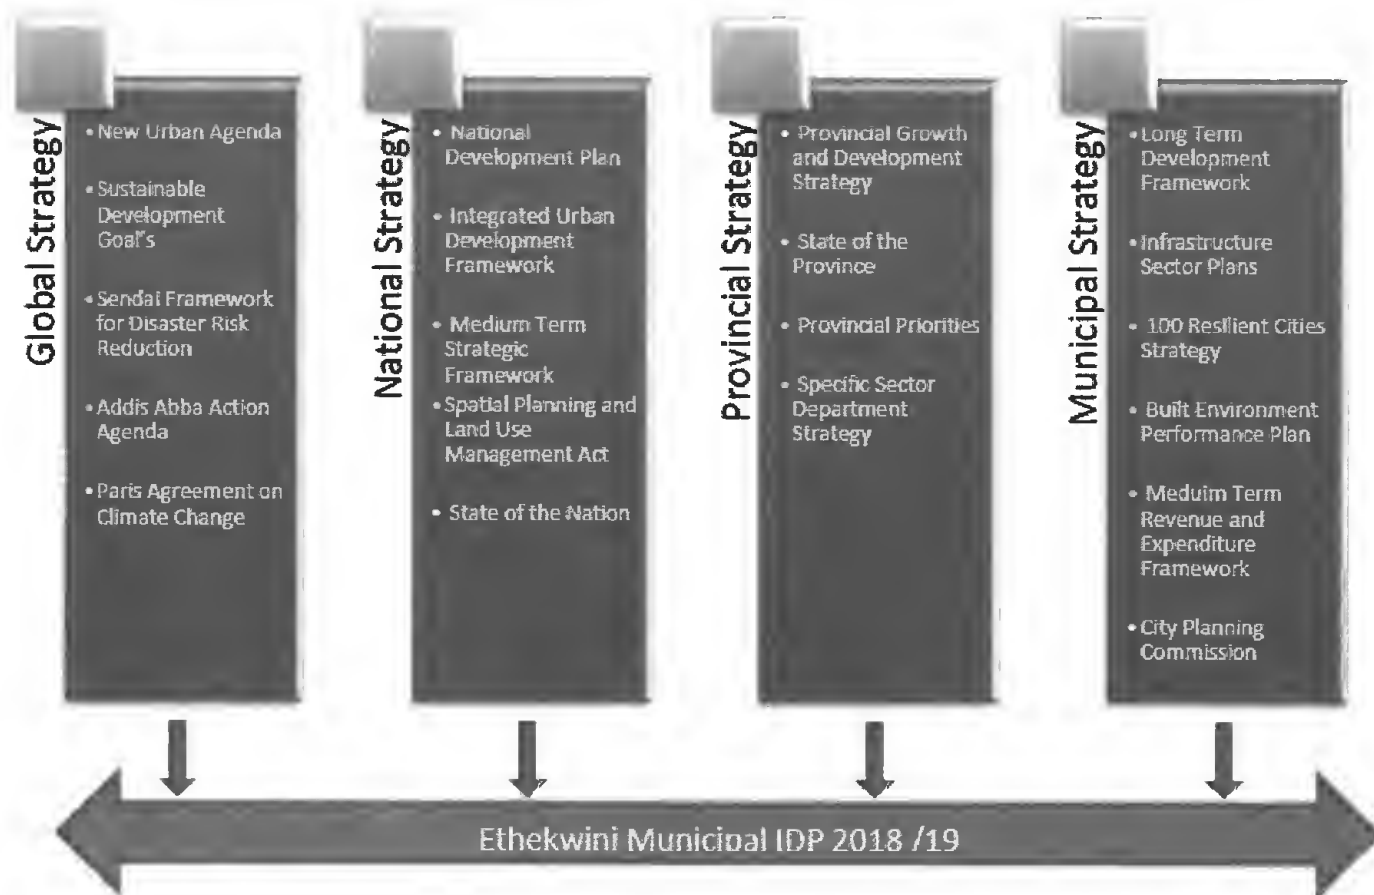 Global Strategy
• New Urban Agenda
• Sustainable
Development
Goal's
• Sendai Framework
for Disaster Risk
Reduction
• Addis Abba Action
Agenda
• Paris Agreement on
Climate Change
National Strategy
• National
Development Plan
• Integrated Urban
Development
Framework
• Medium Term
Strategic
Framework
• Spatial Planning and
Land Use
Management Act
• State of the Nation
Provincial Strategy
• Provincial Growth
and Development
Strategy
• State of the
Province
• Provincial Priorities
• Specific Sector
Department
Strategy
Municipal Strategy
• Long Term
Development
Framework
• Infrastructure
Sector Plans
• 100 Resilient Cities
Strategy
• Built Environment
Performance Plan
• Meduim Term
Revenue and
Expenditure
Framework
• City Planning
Commission
Ethekwini Municipal IDP 2018 /19